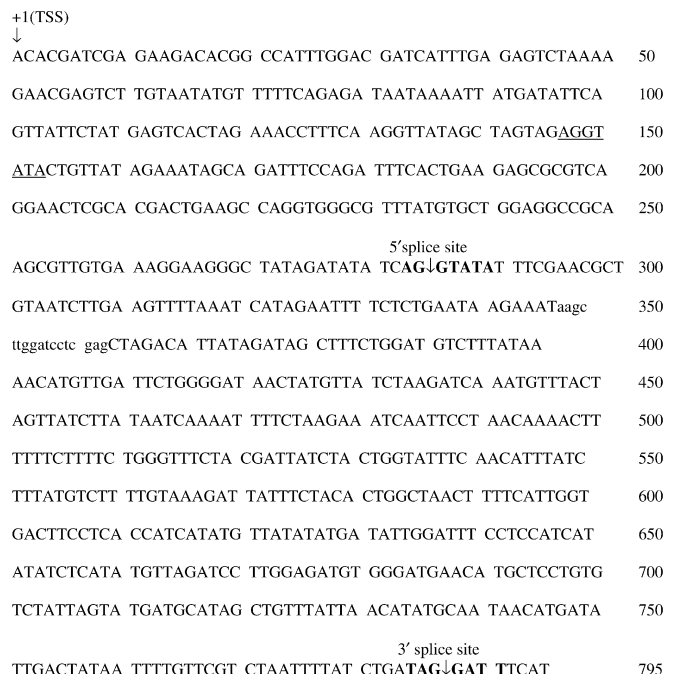 +1(TSS)
↓
ACACGATCGA GAAGACACGG CCATTTGGAC GATCATTTGA GAGTCTAAAA 50
GAACGAGTCT TGTAATATGT TTTTCAGAGA TAATAAAATT ATGATATTCA 100
GTTATTCTAT GAGTCACTAG AAACCTTTCA AGGTTATAGC TAGTAGAGGT 150
ATACTGTTAT AGAAATAGCA GATTTCCAGA TTTCACTGAA GAGCGCGTCA 200
GGAACTCGCA CGACTGAAGC CAGGTGGGCG TTTATGTGCT GGAGGCCGCA 250
5′splice site
AGCGTTGTGA AAGGAAGGGC TATAGATATA TCAG↓GTATAT TTCGAACGCT 300
GTAATCTTGA AGTTTTAAAT CATAGAATTT TCTCTGAATA AGAAATaagc 350
ttggatcctc gagCTAGACA TTATAGATAG CTTTCTGGAT GTCTTTATAA 400
AACATGTTGA TTCTGGGGAT AACTATGTTA TCTAAGATCA AATGTTTACT 450
AGTTATCTTA TAATCAAAAT TTTCTAAGAA ATCAATTCCT AACAAAACTT 500
TTTTCTTTTC TGGGTTTCTA CGATTATCTA CTGGTATTTC AACATTTATC 550
TTTATGTCTT TTGTAAAGAT TATTTCTACA CTGGCTAACT TTTCATTGGT 600
GACTTCCTCA CCATCATATG TTATATATGA TATTGGATTT CCTCCATCAT 650
ATATCTCATA TGTTAGATCC TTGGAGATGT GGGATGAACA TGCTCCTGTG 700
TCTATTAGTA TGATGCATAG CTGTTTATTA ACATATGCAA TAACATGATA 750
3′ splice site
TTGACTATAA TTTTGTTCGT CTAATTTTAT CTGATAG↓GAT TTCAT 795